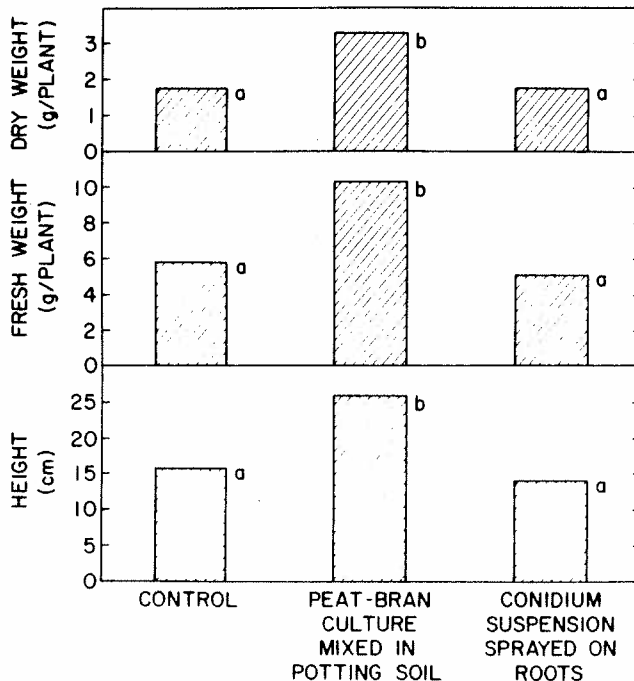 DRY WEIGHT
(g/PLANT)
3
2
1
0
a
b
a
FRESH WEIGHT
(g/PLANT)
10
8
6
4
2
0
a
b
a
HEIGHT
(cm)
25
20
15
10
5
0
a
b
a
CONTROL
PEAT-BRAN
CULTURE
MIXED IN
POTTING SOIL
CONIDIUM
SUSPENSION
SPRAYED ON
ROOTS